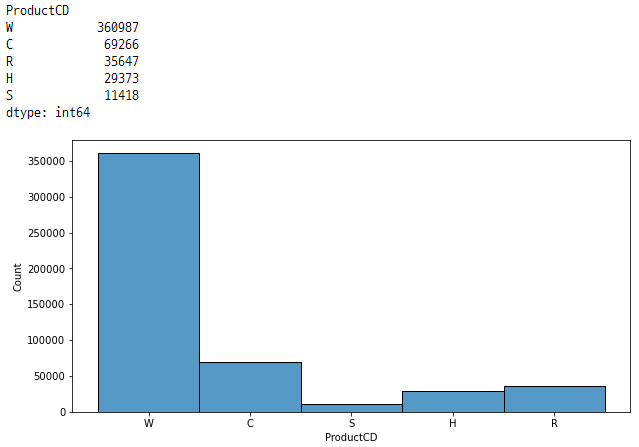 ProductCD
W 360987
C 69266
R 35647
H 29373
S 11418
dtype: int64
350000
300000
250000
200000
150000
100000
50000
0
Count
W C S H R
ProductCD